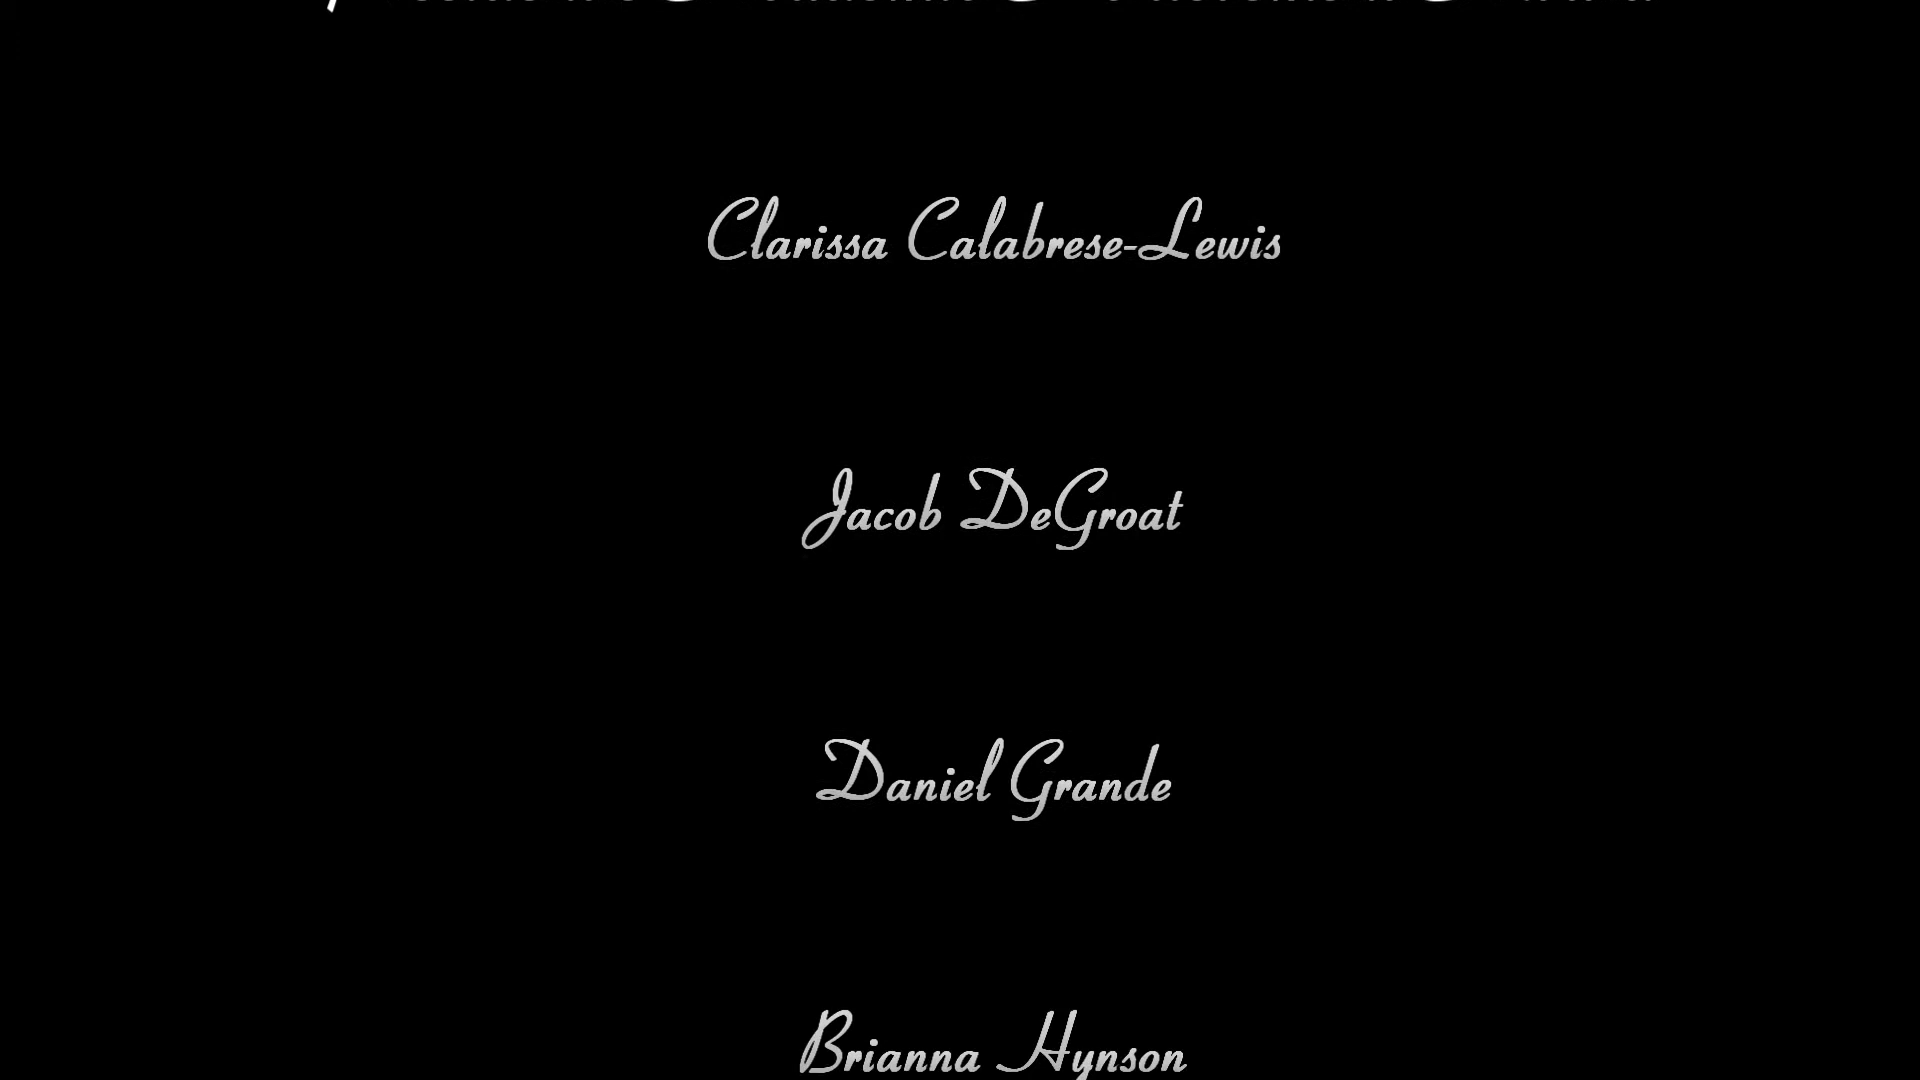 Clarissa Calabrese-Lewis
Jacob DeGroat
Daniel Grande
Brianna Hynson